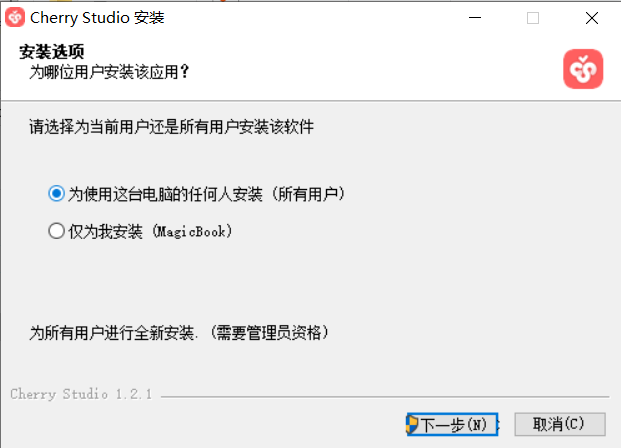 Cherry Studio 安装
安装选项
为哪位用户安装该应用？
请选择为当前用户还是所有用户安装该软件
为使用这台电脑的任何人安装 (所有用户)
仅为我安装 (MagicBook)
为所有用户进行全新安装. (需要管理员资格)
Cherry Studio 1.2.1
下一步(N)
取消(C)